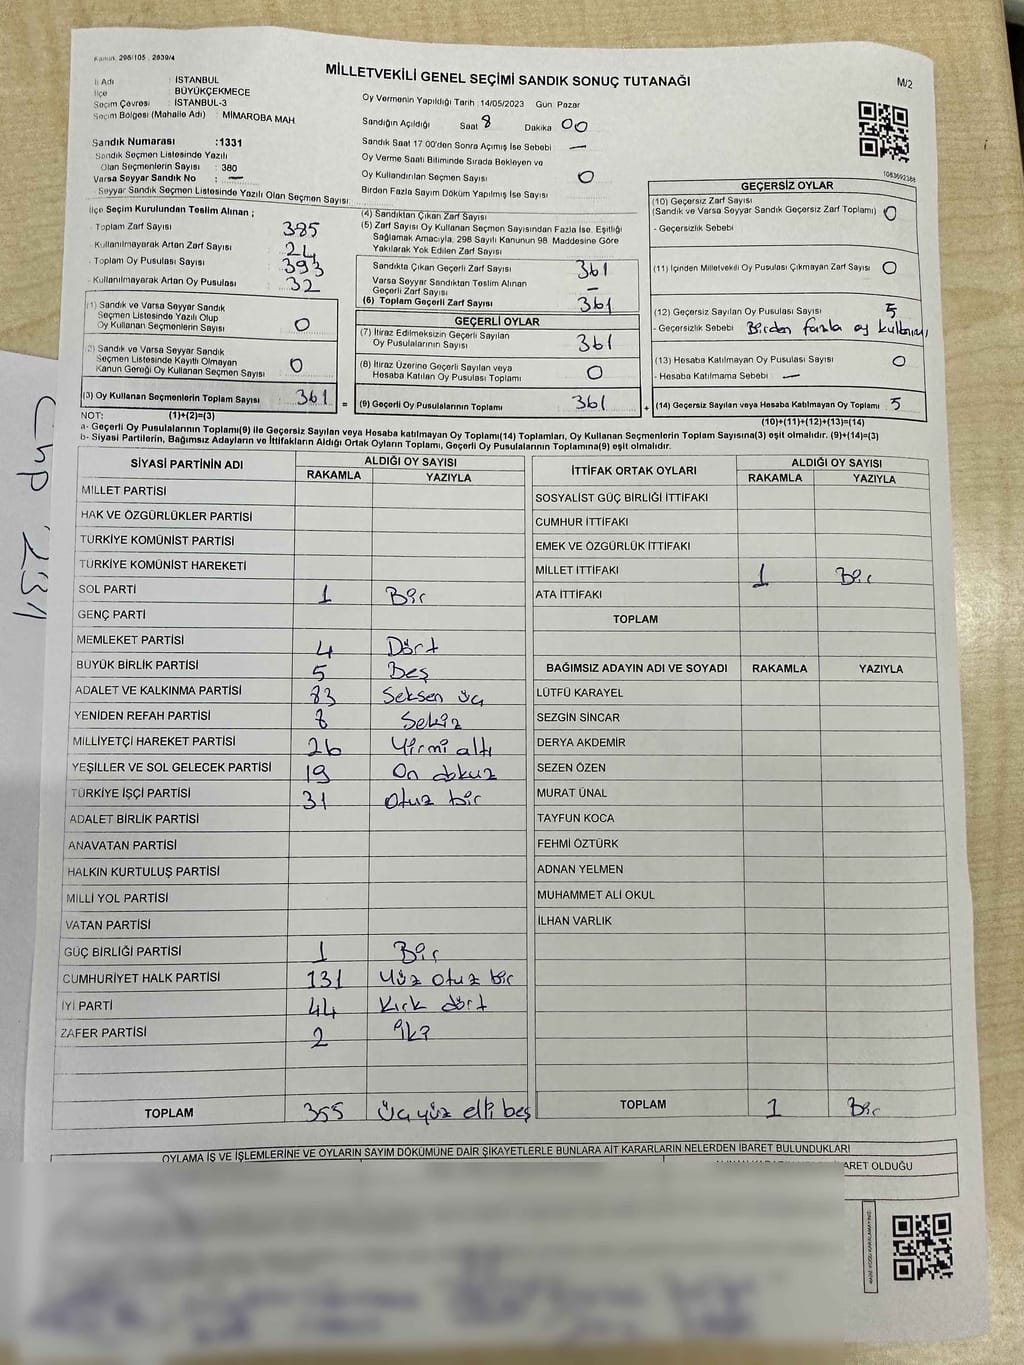 Kanun: 298/105 , 2839/4
MİLLETVEKİLİ GENEL SEÇİMİ SANDIK SONUÇ TUTANAĞI
M/2
İl Adı : İSTANBUL
İlçe : BÜYÜKÇEKMECE
Seçim Çevresi : İSTANBUL-3
Seçim Bölgesi (Mahalle Adı) : MİMAROBA MAH
Sandık Numarası :1331
Sandık Seçmen Listesinde Yazılı
Olan Seçmenlerin Sayısı : 380
Varsa Seyyar Sandık No : —
Seyyar Sandık Seçmen Listesinde Yazılı Olan Seçmen Sayısı:
Oy Vermenin Yapıldığı Tarih :14/05/2023 Gün: Pazar
Sandığın Açıldığı Saat 8 Dakika 00
Sandık Saat 17:00'den Sonra Açımış İse Sebebi —
Oy Verme Saati Bitiminde Sırada Bekleyen ve
Oy Kullandırılan Seçmen Sayısı 0
Birden Fazla Sayım Döküm Yapılmış İse Sayısı
1083692388
İlçe Seçim Kurulundan Teslim Alınan ;
- Toplam Zarf Sayısı 385
- Kullanılmayarak Artan Zarf Sayısı 24
- Toplam Oy Pusulası Sayısı 393
- Kullanılmayarak Artan Oy Pusulası 32
(1) Sandık ve Varsa Seyyar Sandık
Seçmen Listesinde Yazılı Olup
Oy Kullanan Seçmenlerin Sayısı 0
(2) Sandık ve Varsa Seyyar Sandık
Seçmen Listesinde Kayıtlı Olmayan
Kanun Gereği Oy Kullanan Seçmen Sayısı 0
(3) Oy Kullanan Seçmenlerin Toplam Sayısı 361 =
(4) Sandıktan Çıkan Zarf Sayısı
(5) Zarf Sayısı Oy Kullanan Seçmen Sayısından Fazla İse, Eşitliği
Sağlamak Amacıyla, 298 Sayılı Kanunun 98. Maddesine Göre
Yakılarak Yok Edilen Zarf Sayısı
Sandıkta Çıkan Geçerli Zarf Sayısı 361
Varsa Seyyar Sandıktan Teslim Alınan
Geçerli Zarf Sayısı —
(6) Toplam Geçerli Zarf Sayısı 361
GEÇERLİ OYLAR
(7) İtiraz Edilmeksizin Geçerli Sayılan
Oy Pusulalarının Sayısı 361
(8) İtiraz Üzerine Geçerli Sayılan veya
Hesaba Katılan Oy Pusulası Toplamı 0
(9) Geçerli Oy Pusulalarının Toplamı 361 +
GEÇERSİZ OYLAR
(10) Geçersiz Zarf Sayısı
(Sandık ve Varsa Seyyar Sandık Geçersiz Zarf Toplamı) 0
- Geçersizlik Sebebi
(11) İçinden Milletvekili Oy Pusulası Çıkmayan Zarf Sayısı 0
(12) Geçersiz Sayılan Oy Pusulası Sayısı 5
- Geçersizlik Sebebi Birden fazla oy kullanımı
(13) Hesaba Katılmayan Oy Pusulası Sayısı 0
- Hesaba Katılmama Sebebi —
(14) Geçersiz Sayılan veya Hesaba Katılmayan Oy Toplamı 5
NOT: (1)+(2)=(3)
(10)+(11)+(12)+(13)=(14)
a- Geçerli Oy Pusulalarının Toplamı(9) ile Geçersiz Sayılan veya Hesaba katılmayan Oy Toplamı(14) Toplamları, Oy Kullanan Seçmenlerin Toplam Sayısına(3) eşit olmalıdır. (9)+(14)=(3)
b- Siyasi Partilerin, Bağımsız Adayların ve İttifakların Aldığı Ortak Oyların Toplamı, Geçerli Oy Pusulalarının Toplamına(9) eşit olmalıdır.
SİYASİ PARTİNİN ADI ALDIĞI OY SAYISI
RAKAMLA YAZIYLA
MİLLET PARTİSİ
HAK VE ÖZGÜRLÜKLER PARTİSİ
TÜRKİYE KOMÜNİST PARTİSİ
TÜRKİYE KOMÜNİST HAREKETİ
SOL PARTİ 1 Bir
GENÇ PARTİ
MEMLEKET PARTİSİ 4 Dört
BÜYÜK BİRLİK PARTİSİ 5 Beş
ADALET VE KALKINMA PARTİSİ 83 Seksen üç
YENİDEN REFAH PARTİSİ 8 Sekiz
MİLLİYETÇİ HAREKET PARTİSİ 26 Yirmi altı
YEŞİLLER VE SOL GELECEK PARTİSİ 19 On dokuz
TÜRKİYE İŞÇİ PARTİSİ 31 Otuz bir
ADALET BİRLİK PARTİSİ
ANAVATAN PARTİSİ
HALKIN KURTULUŞ PARTİSİ
MİLLİ YOL PARTİSİ
VATAN PARTİSİ
GÜÇ BİRLİĞİ PARTİSİ 1 Bir
CUMHURİYET HALK PARTİSİ 131 Yüz otuz bir
İYİ PARTİ 44 Kırk dört
ZAFER PARTİSİ 2 İki
TOPLAM 355 Üç yüz elli beş
İTTİFAK ORTAK OYLARI ALDIĞI OY SAYISI
RAKAMLA YAZIYLA
SOSYALİST GÜÇ BİRLİĞİ İTTİFAKI
CUMHUR İTTİFAKI
EMEK VE ÖZGÜRLÜK İTTİFAKI
MİLLET İTTİFAKI 1 Bir
ATA İTTİFAKI
TOPLAM
BAĞIMSIZ ADAYIN ADI VE SOYADI RAKAMLA YAZIYLA
LÜTFÜ KARAYEL
SEZGİN SİNCAR
DERYA AKDEMİR
SEZEN ÖZEN
MURAT ÜNAL
TAYFUN KOCA
FEHMİ ÖZTÜRK
ADNAN YELMEN
MUHAMMET ALİ OKUL
İLHAN VARLIK
TOPLAM 1 Bir
OYLAMA İŞ VE İŞLEMLERİNE VE OYLARIN SAYIM DÖKÜMÜNE DAİR ŞİKAYETLERLE BUNLARA AİT KARARLARIN NELERDEN İBARET BULUNDUKLARI
ARET OLDUĞU
Chp 231